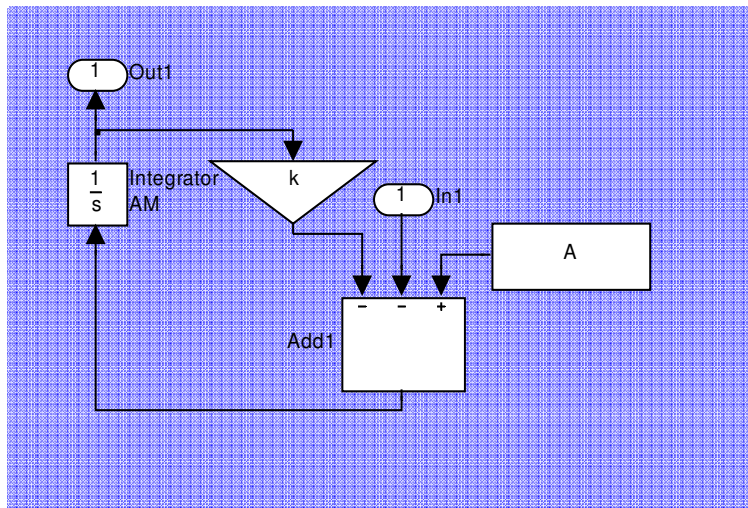 1
Out1
1
s
Integrator
AM
k
1
In1
A
− − +
Add1